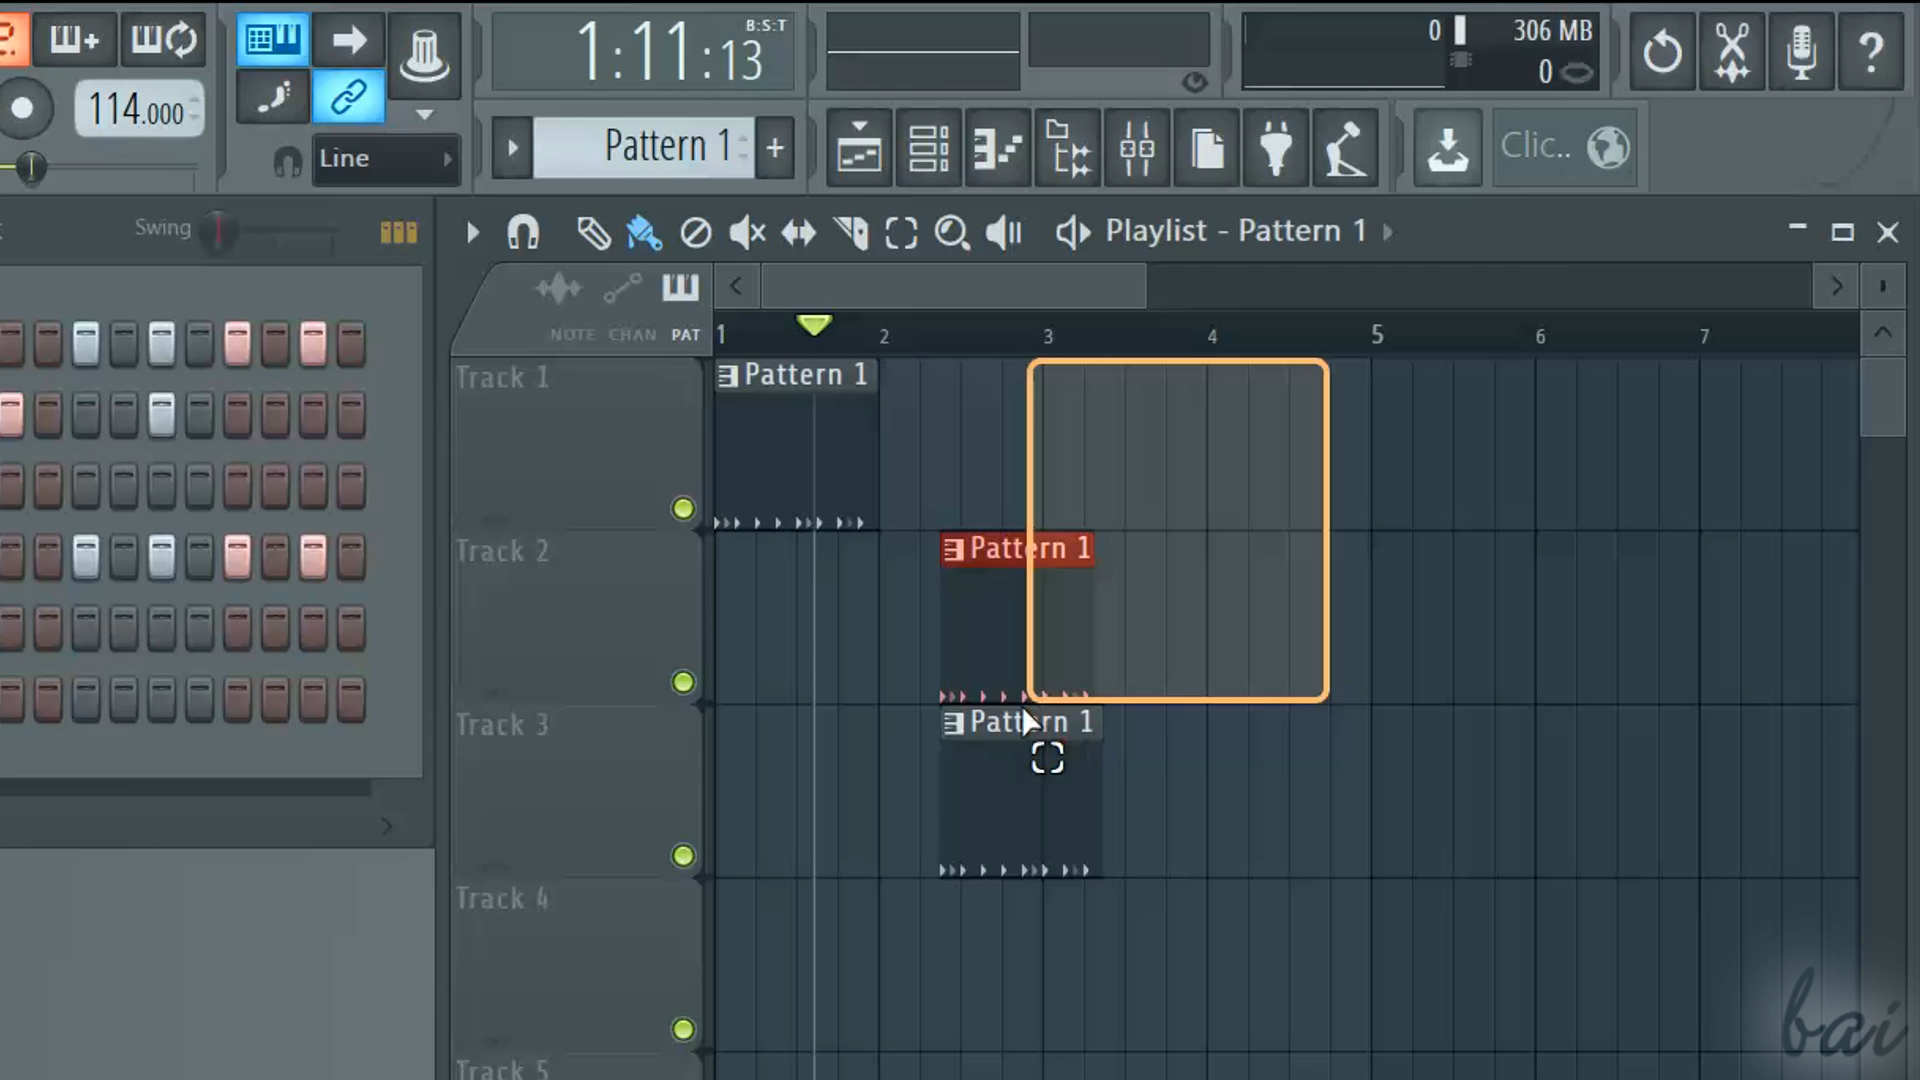 1:11:13
B:S:T
0
306 MB
0
114.000
Line
Pattern 1
+
Clic..
?
Swing
Playlist - Pattern 1
NOTE CHAN PAT
1 2 3 4 5 6 7
Track 1
Pattern 1
Track 2
Pattern 1
Track 3
Pattern 1
Track 4
Track 5
bai